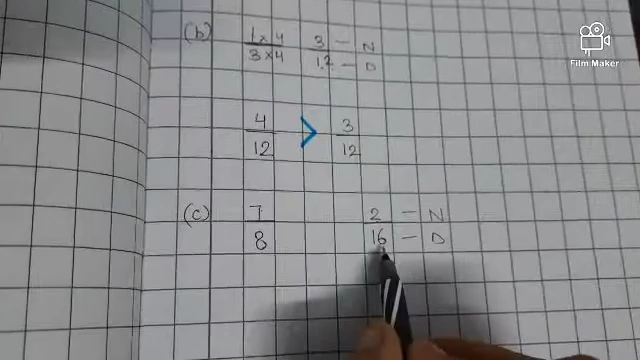 (b) 1×4 3 — N
3×4 12 — D
4 > 3
12 12
(c) 7 2 — N
8 16 — D
Film Maker